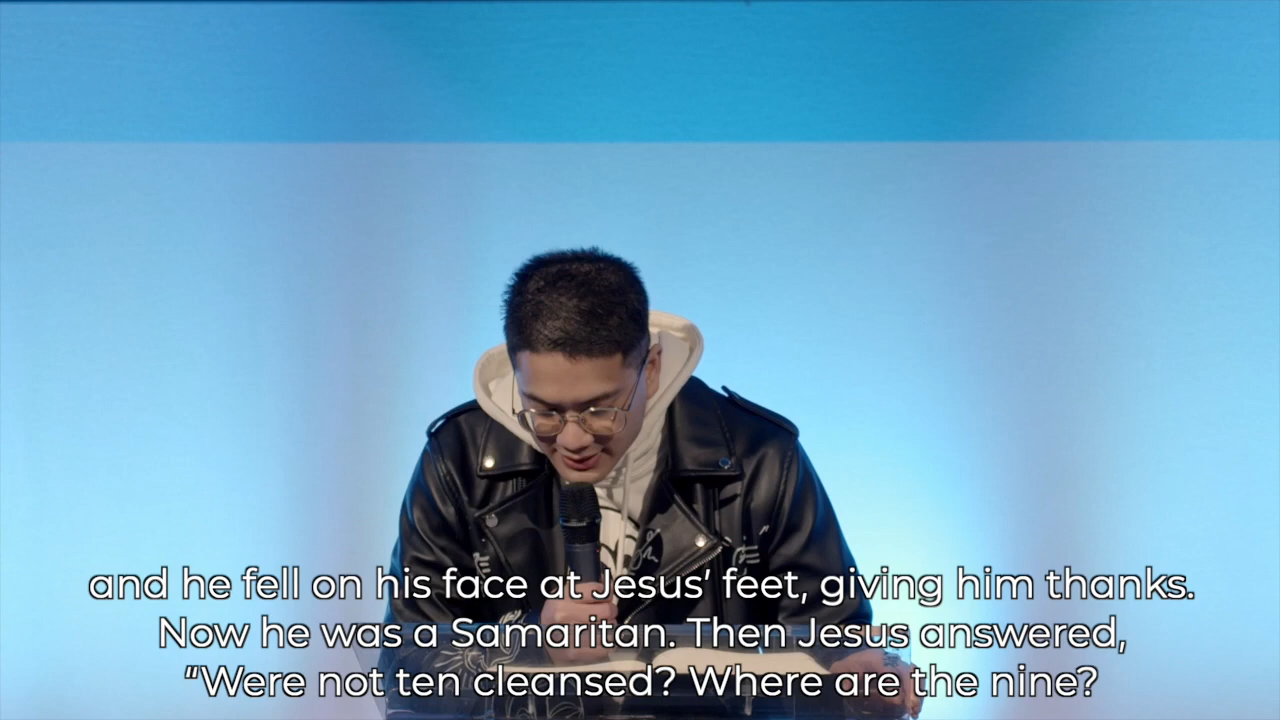 and he fell on his face at Jesus’ feet, giving him thanks.
Now he was a Samaritan. Then Jesus answered,
“Were not ten cleansed? Where are the nine?